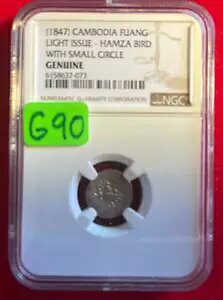 (1847) CAMBODIA FUANG
LIGHT ISSUE - HAMZA BIRD
WITH SMALL CIRCLE
GENUINE
6158637-073
NUMISMATIC GUARANTY CORPORATION
NGC
G90